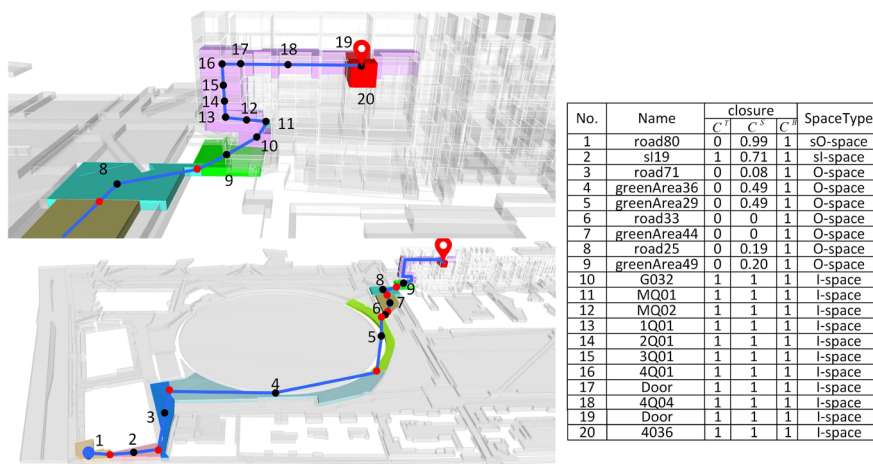 19
17
18
16
15
14
13
12
11
20
10
8
9
8
9
7
6
5
4
3
1
2
No. Name closure SpaceType
C^T C^S C^B
1 road80 0 0.99 1 sO-space
2 sl19 1 0.71 1 sI-space
3 road71 0 0.08 1 O-space
4 greenArea36 0 0.49 1 O-space
5 greenArea29 0 0.49 1 O-space
6 road33 0 0 1 O-space
7 greenArea44 0 0 1 O-space
8 road25 0 0.19 1 O-space
9 greenArea49 0 0.20 1 O-space
10 G032 1 1 1 I-space
11 MQ01 1 1 1 I-space
12 MQ02 1 1 1 I-space
13 1Q01 1 1 1 I-space
14 2Q01 1 1 1 I-space
15 3Q01 1 1 1 I-space
16 4Q01 1 1 1 I-space
17 Door 1 1 1 I-space
18 4Q04 1 1 1 I-space
19 Door 1 1 1 I-space
20 4036 1 1 1 I-space